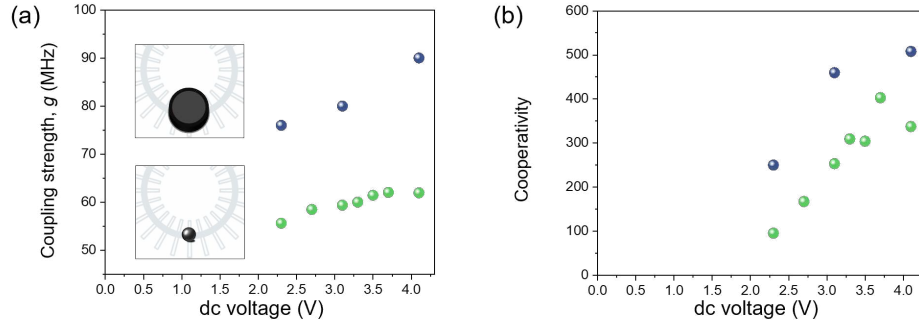 (a)
100
90
80
70
60
50
Coupling strength, g (MHz)
0.0 0.5 1.0 1.5 2.0 2.5 3.0 3.5 4.0
dc voltage (V)
(b)
600
500
400
300
200
100
0
Cooperativity
0.0 0.5 1.0 1.5 2.0 2.5 3.0 3.5 4.0
dc voltage (V)